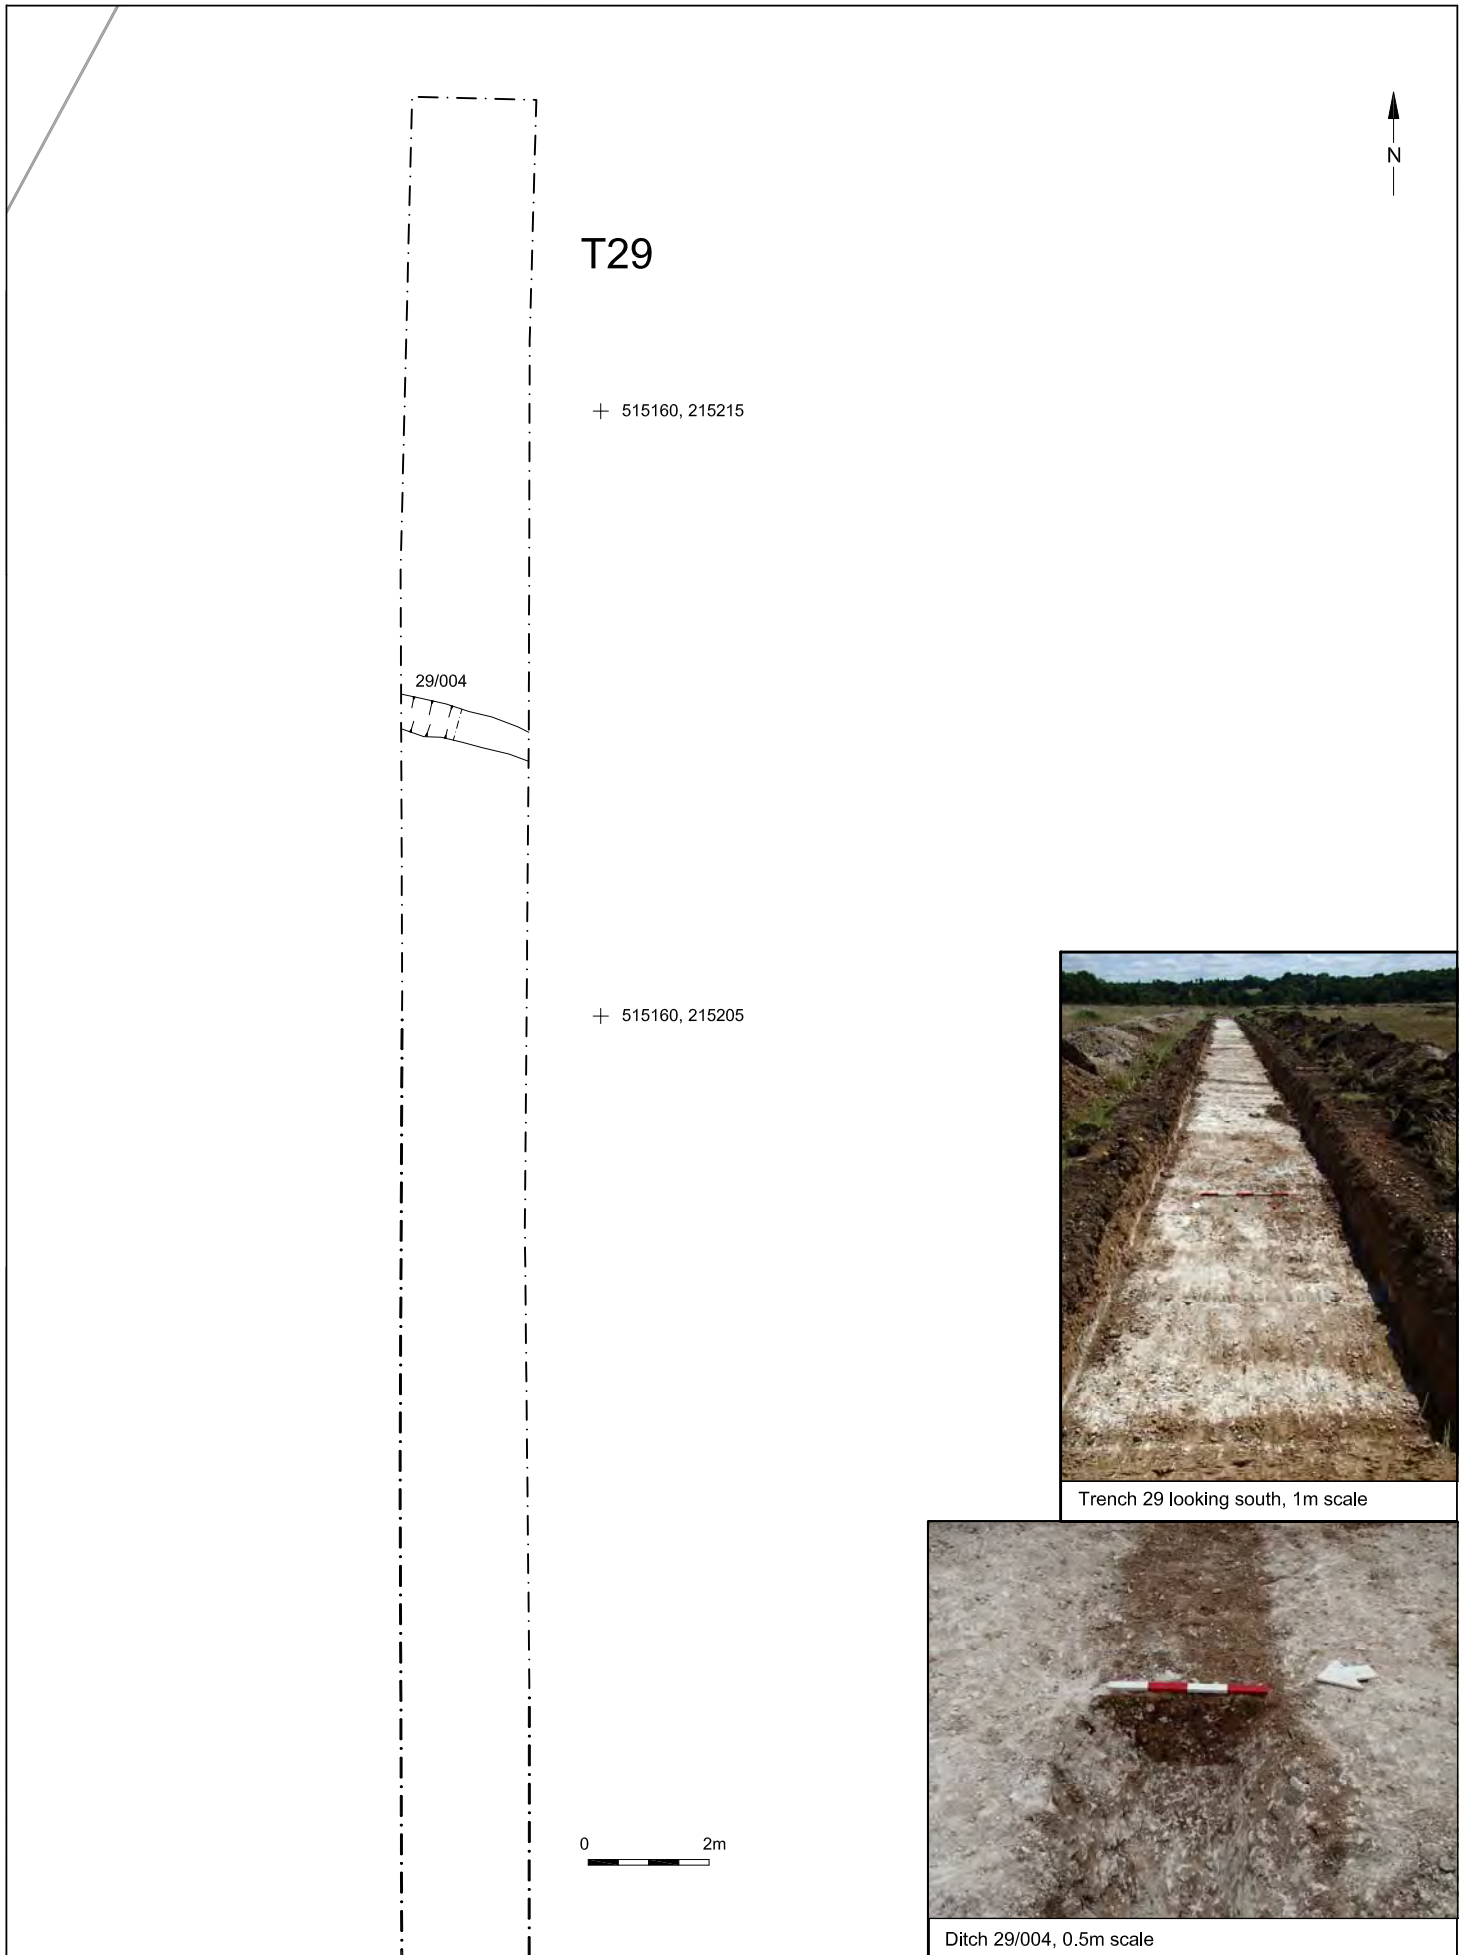 N
T29
515160, 215215
29/004
515160, 215205
Trench 29 looking south, 1m scale
0 2m
Ditch 29/004, 0.5m scale